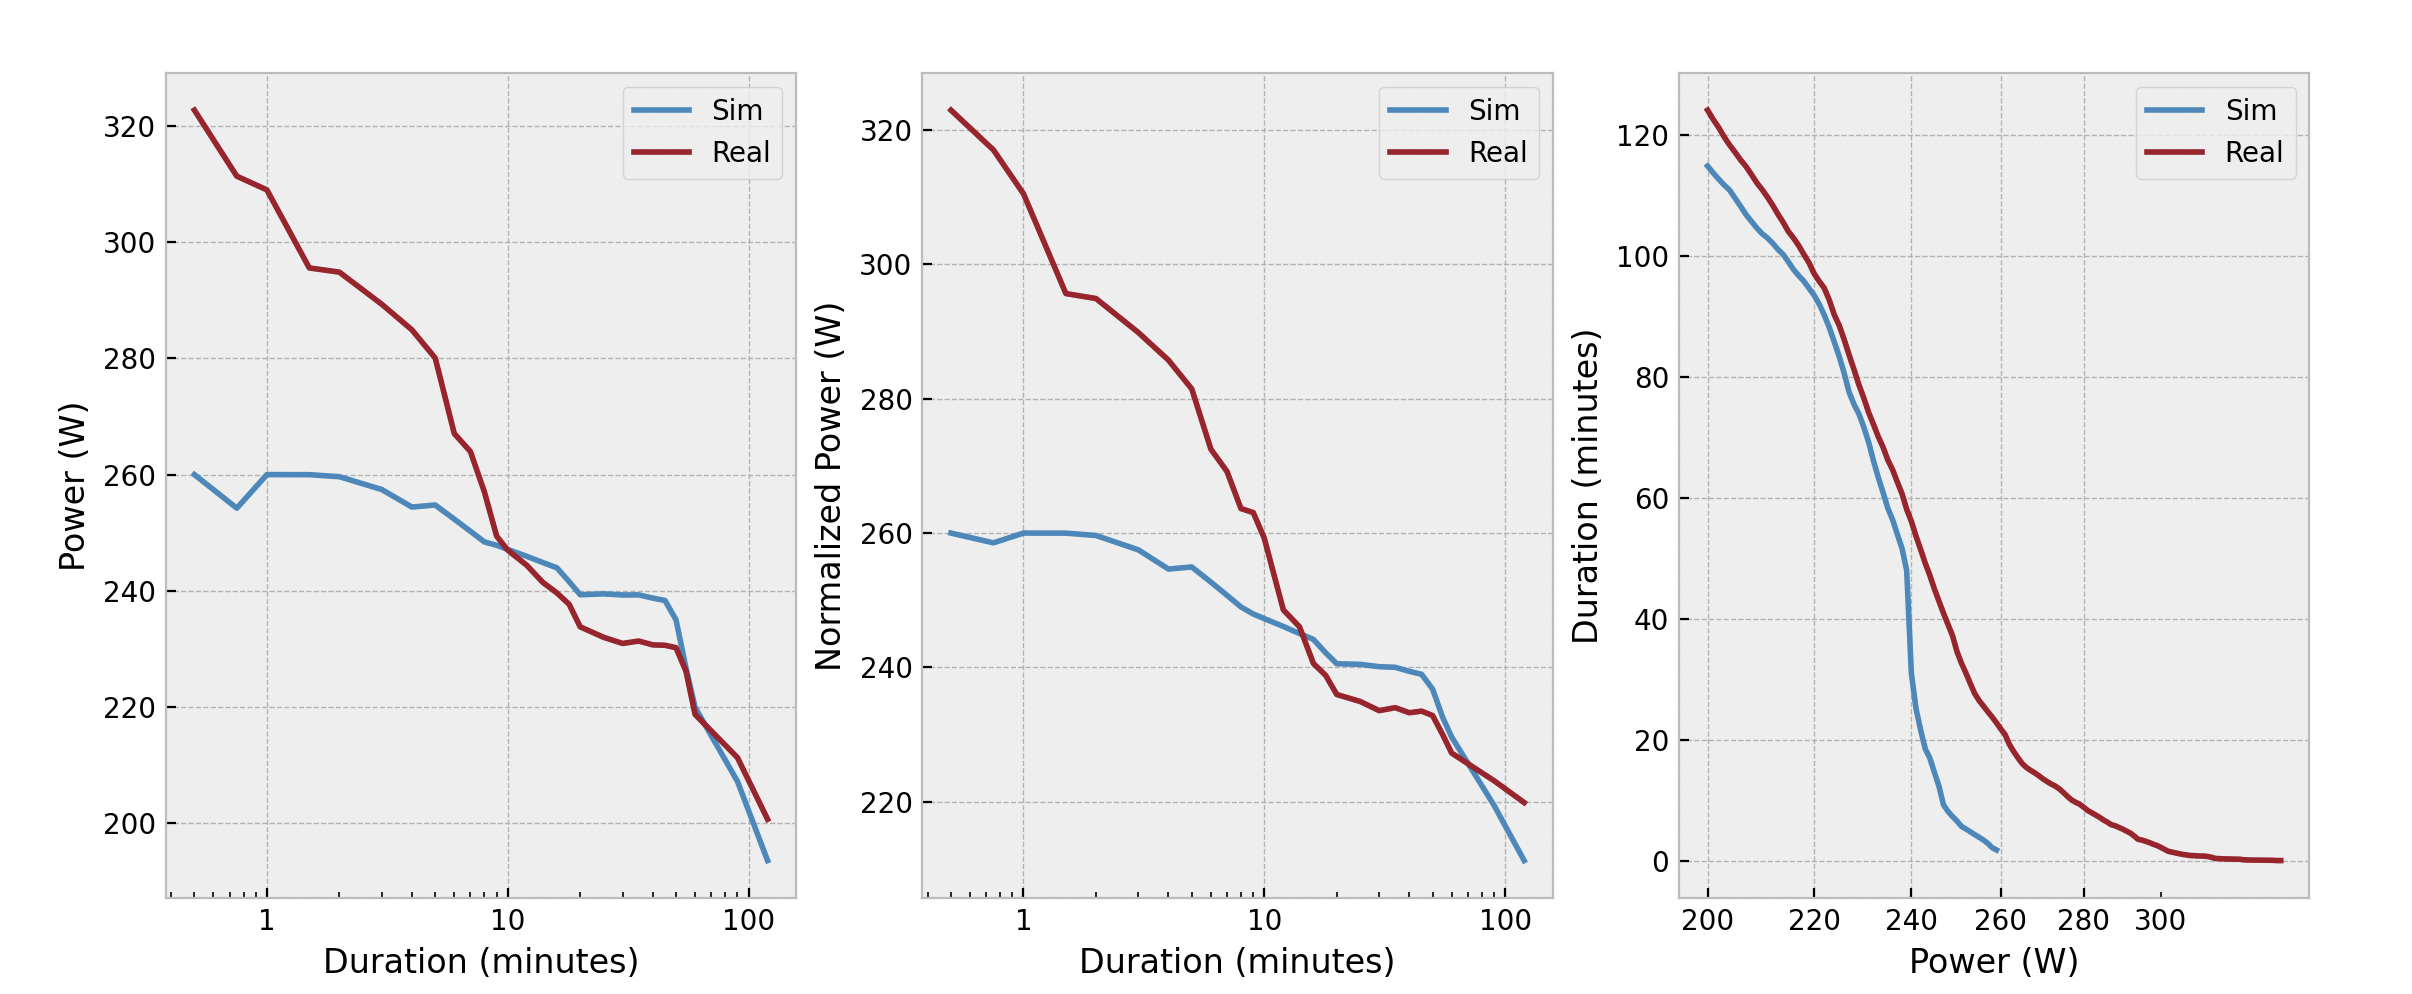 Sim
Real
320
300
280
260
240
220
200
1 10 100
Power (W)
Duration (minutes)
Sim
Real
320
300
280
260
240
220
1 10 100
Normalized Power (W)
Duration (minutes)
Sim
Real
120
100
80
60
40
20
0
200 220 240 260 280 300
Duration (minutes)
Power (W)